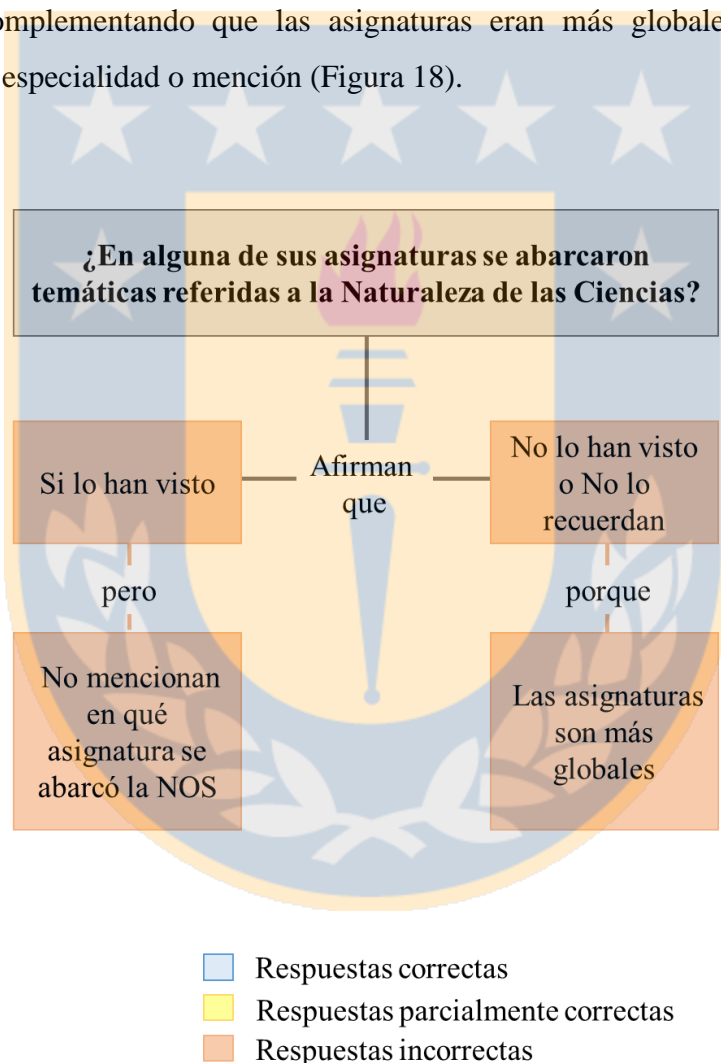 omplementando que las asignaturas eran más globale
especialidad o mención (Figura 18).
¿En alguna de sus asignaturas se abarcaron
temáticas referidas a la Naturaleza de las Ciencias?
Si lo han visto
Afirman
que
No lo han visto
o No lo
recuerdan
pero
porque
No mencionan
en qué
asignatura se
abarcó la NOS
Las asignaturas
son más
globales
Respuestas correctas
Respuestas parcialmente correctas
Respuestas incorrectas